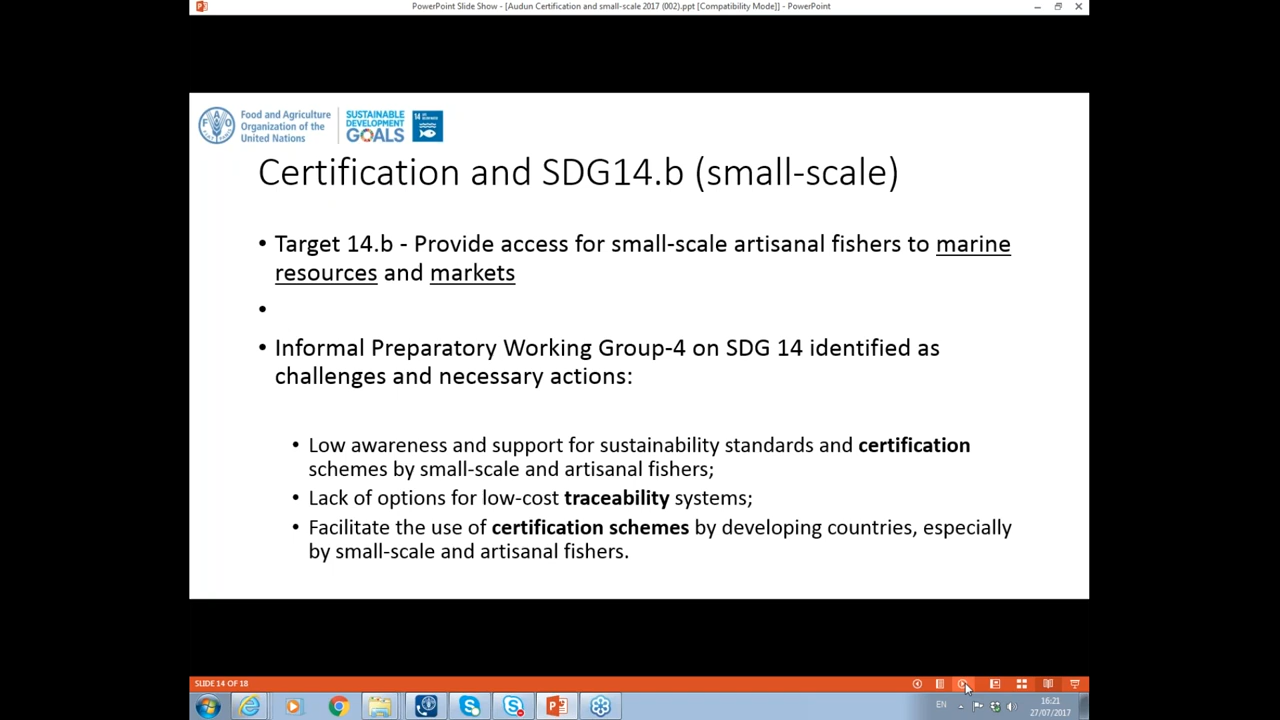 PowerPoint Slide Show - [Audun Certification and small-scale 2017 (002).ppt [Compatibility Mode]] - PowerPoint
Food and Agriculture
Organization of the
United Nations
SUSTAINABLE
DEVELOPMENT
GOALS
14
Certification and SDG14.b (small-scale)
• Target 14.b - Provide access for small-scale artisanal fishers to marine
resources and markets
•
• Informal Preparatory Working Group-4 on SDG 14 identified as
challenges and necessary actions:
• Low awareness and support for sustainability standards and certification
schemes by small-scale and artisanal fishers;
• Lack of options for low-cost traceability systems;
• Facilitate the use of certification schemes by developing countries, especially
by small-scale and artisanal fishers.
SLIDE 14 OF 18
EN
16:21
27/07/2017